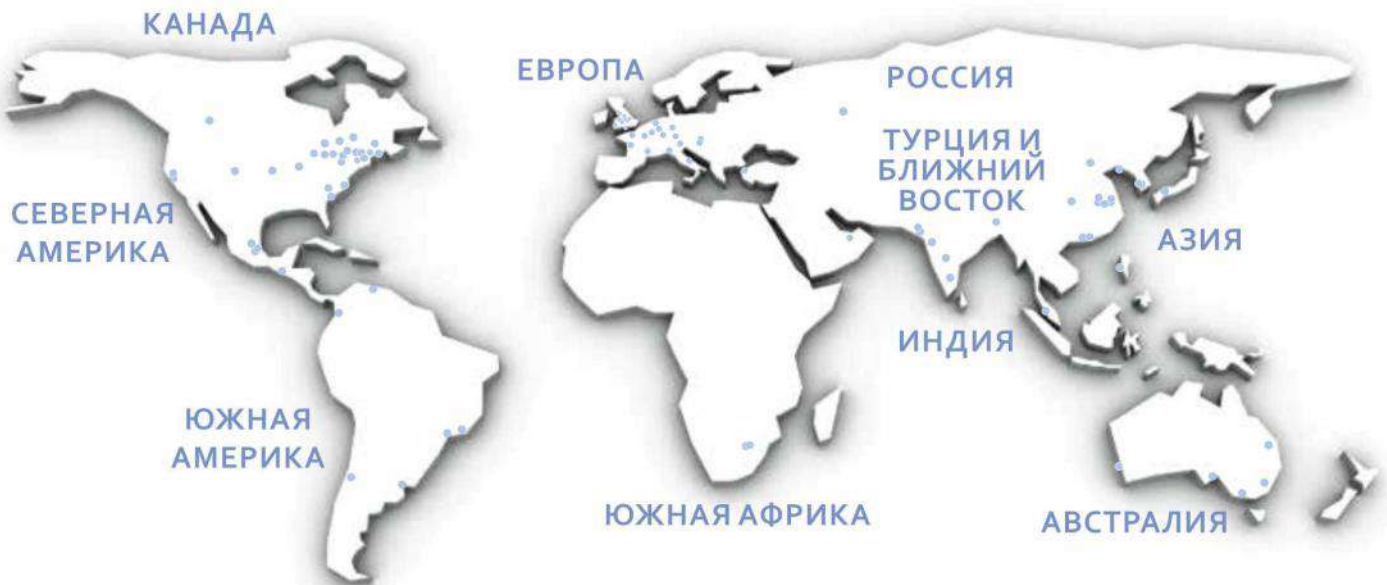 КАНАДА
ЕВРОПА
РОССИЯ
ТУРЦИЯ И
БЛИЖНИЙ
ВОСТОК
СЕВЕРНАЯ
АМЕРИКА
АЗИЯ
ИНДИЯ
ЮЖНАЯ
АМЕРИКА
ЮЖНАЯ АФРИКА
АВСТРАЛИЯ